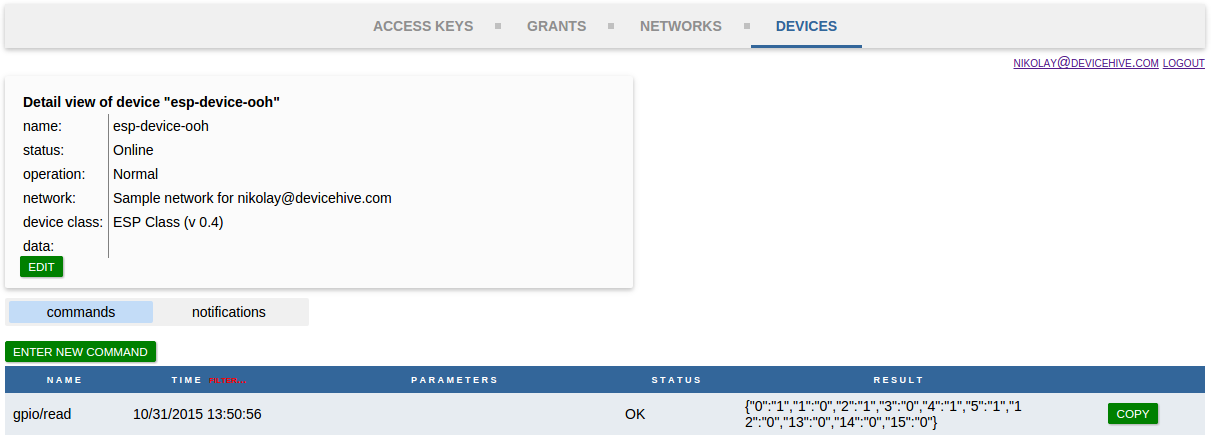 ACCESS KEYS GRANTS NETWORKS DEVICES
NIKOLAY@DEVICEHIVE.COM LOGOUT
Detail view of device "esp-device-ooh"
name: esp-device-ooh
status: Online
operation: Normal
network: Sample network for nikolay@devicehive.com
device class: ESP Class (v 0.4)
data:
EDIT
commands notifications
ENTER NEW COMMAND
NAME TIME FILTER... PARAMETERS STATUS RESULT
gpio/read 10/31/2015 13:50:56 OK {"0":"1","1":"0","2":"1","3":"0","4":"1","5":"1","1
2":"0","13":"0","14":"0","15":"0"}
COPY